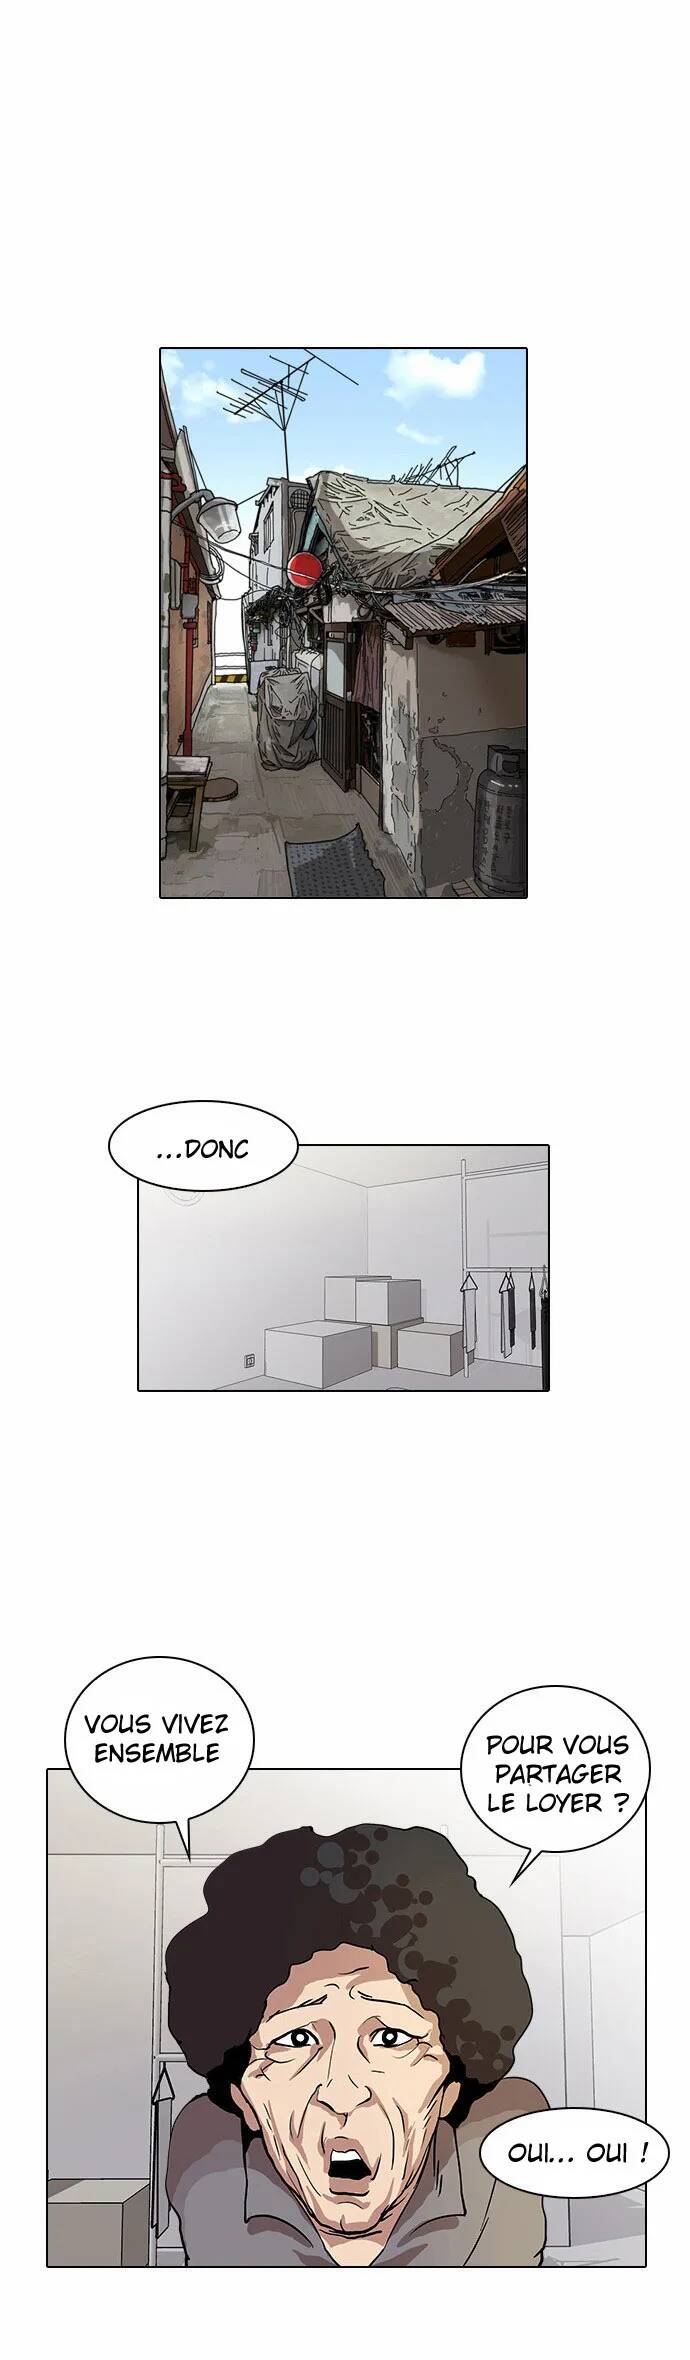 ...DONC
VOUS VIVEZ
ENSEMBLE
POUR VOUS
PARTAGER
LE LOYER ?
OUI... OUI !